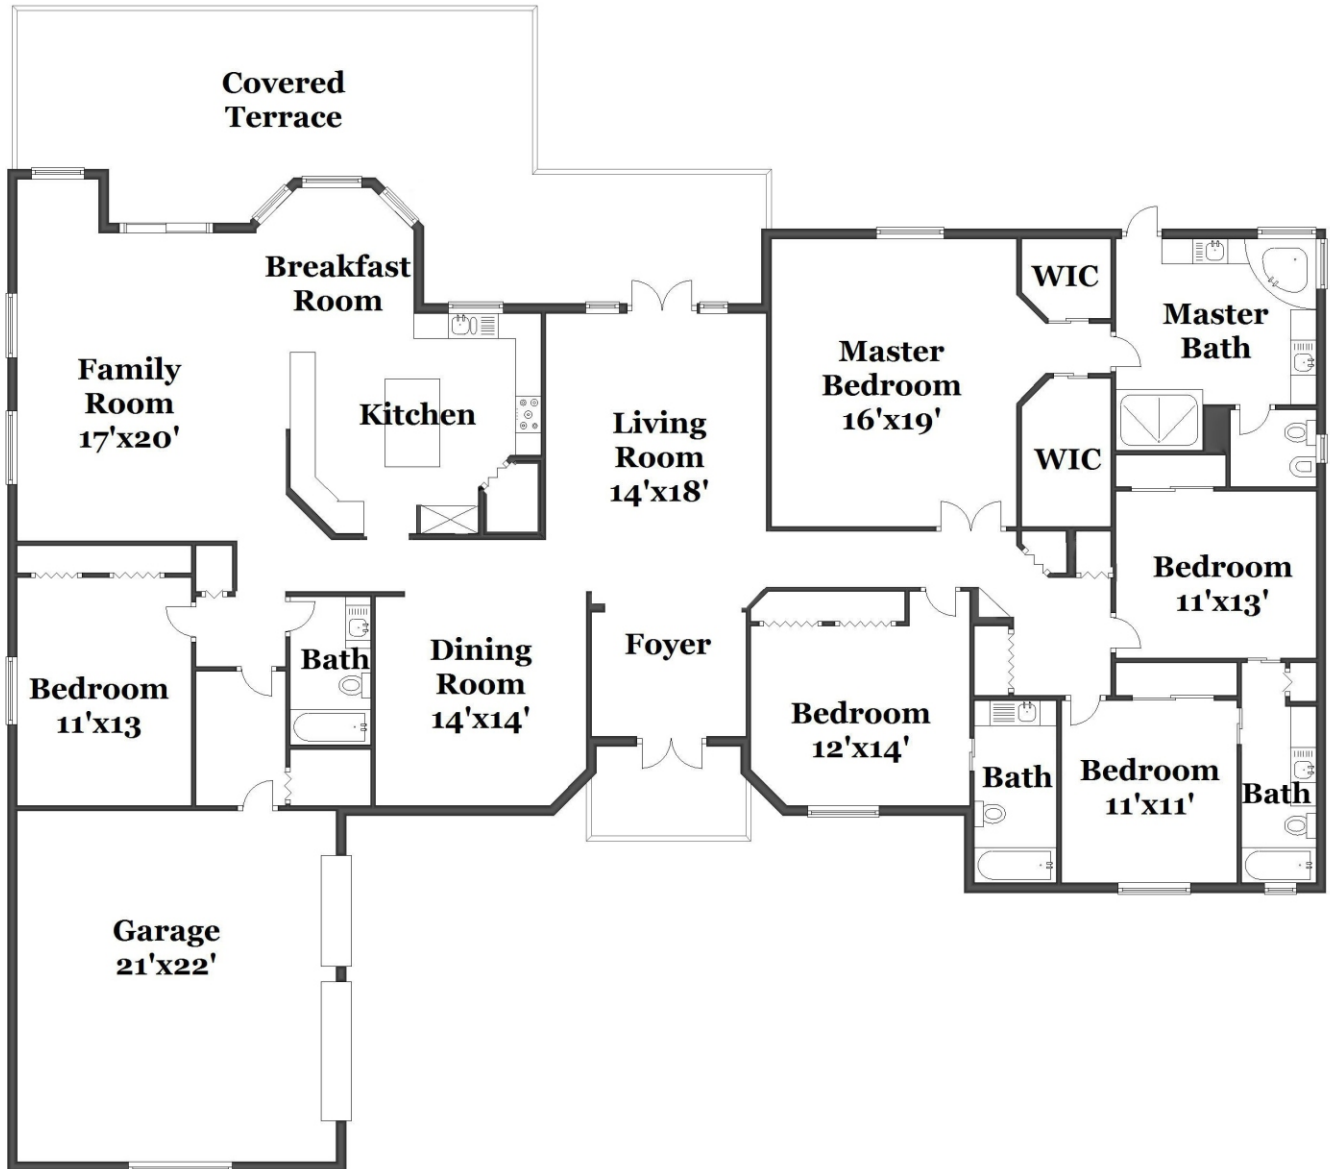 Covered
Terrace
Breakfast
Room
WIC
Master
Bath
Family
Room
17'x20'
Kitchen
Living
Room
14'x18'
Master
Bedroom
16'x19'
WIC
Bedroom
11'x13'
Bedroom
11'x13
Bath
Dining
Room
14'x14'
Foyer
Bedroom
12'x14'
Bath
Bedroom
11'x11'
Bath
Garage
21'x22'